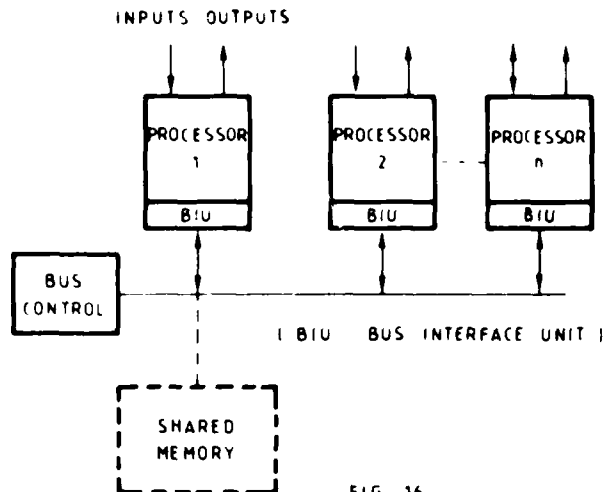 INPUTS OUTPUTS
PROCESSOR
1
BIU
PROCESSOR
2
BIU
PROCESSOR
n
BIU
BUS
CONTROL
( BIU BUS INTERFACE UNIT )
SHARED
MEMORY
FIG 16